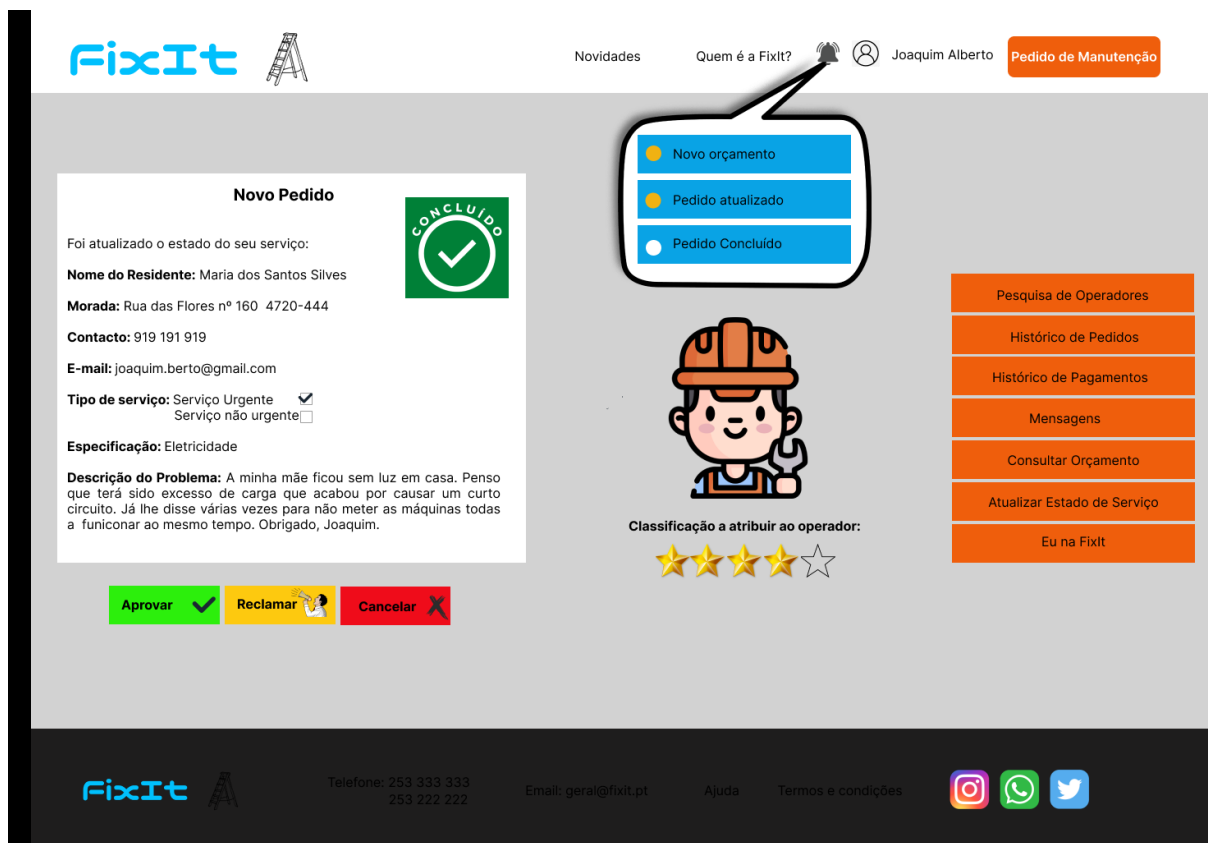 FixIt
Novidades
Quem é a FixIt?
Joaquim Alberto
Pedido de Manutenção
Novo orçamento
Pedido atualizado
Pedido Concluído
Novo Pedido
CONCLUÍDO
Foi atualizado o estado do seu serviço:
Nome do Residente: Maria dos Santos Silves
Morada: Rua das Flores nº 160 4720-444
Contacto: 919 191 919
E-mail: joaquim.berto@gmail.com
Tipo de serviço: Serviço Urgente
Serviço não urgente
Especificação: Eletricidade
Descrição do Problema: A minha mãe ficou sem luz em casa. Penso
que terá sido excesso de carga que acabou por causar um curto
circuito. Já lhe disse várias vezes para não meter as máquinas todas
a funiconar ao mesmo tempo. Obrigado, Joaquim.
Aprovar
Reclamar
Cancelar
Classificação a atribuir ao operador:
Pesquisa de Operadores
Histórico de Pedidos
Histórico de Pagamentos
Mensagens
Consultar Orçamento
Atualizar Estado de Serviço
Eu na FixIt
FixIt
Telefone: 253 333 333
253 222 222
Email: geral@fixit.pt
Ajuda
Termos e condições